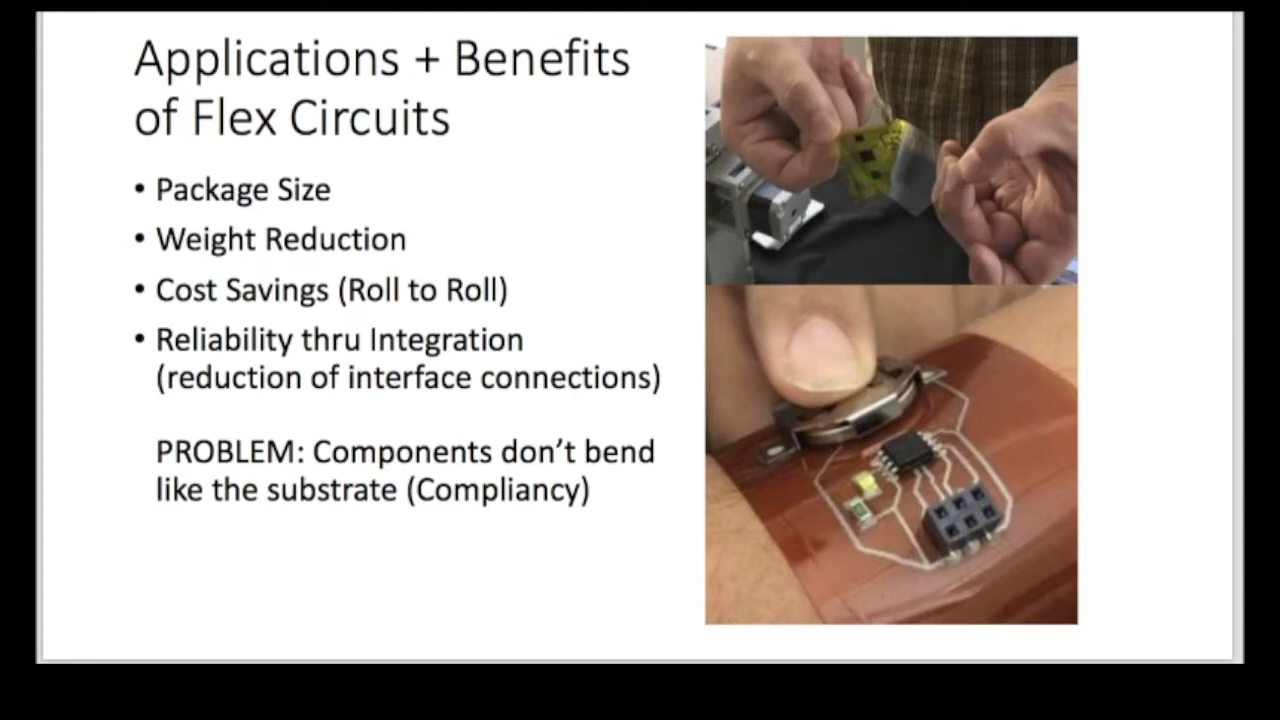 Applications + Benefits
of Flex Circuits
• Package Size
• Weight Reduction
• Cost Savings (Roll to Roll)
• Reliability thru Integration
(reduction of interface connections)
PROBLEM: Components don’t bend
like the substrate (Compliancy)